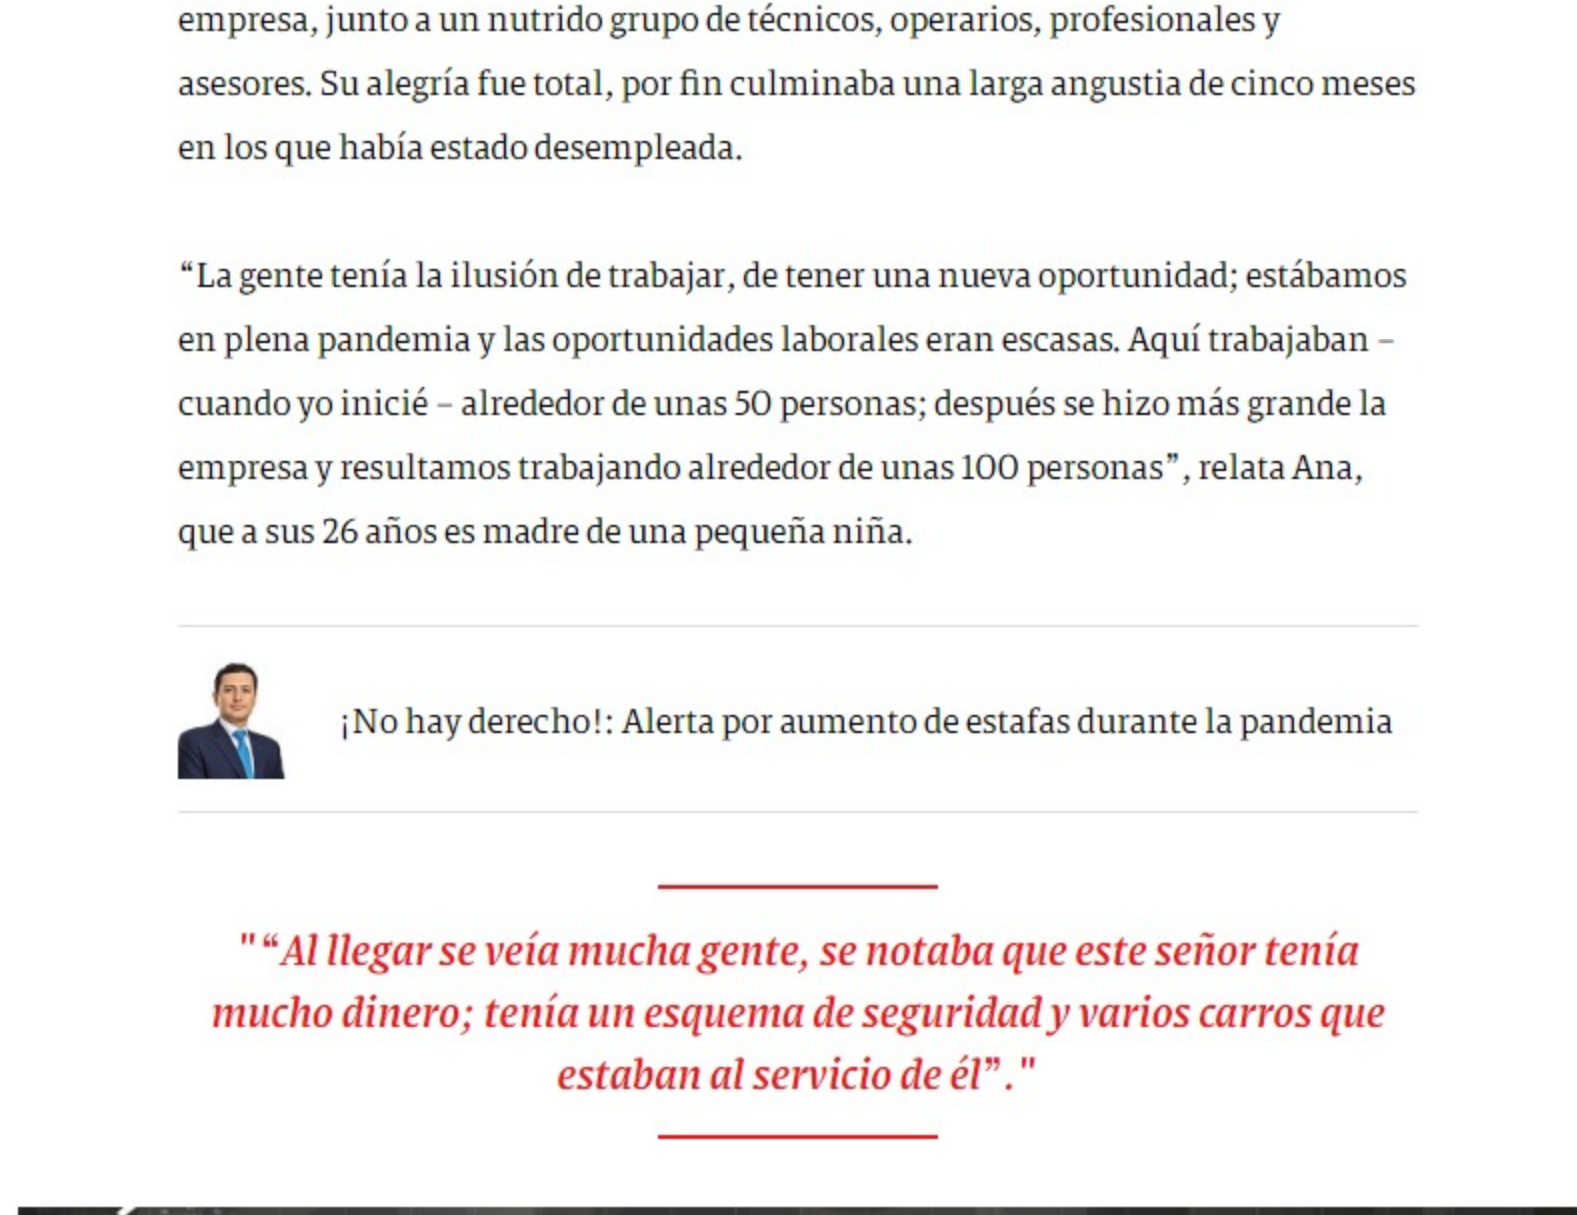 empresa, junto a un nutrido grupo de técnicos, operarios, profesionales y
asesores. Su alegría fue total, por fin culminaba una larga angustia de cinco meses
en los que había estado desempleada.
“La gente tenía la ilusión de trabajar, de tener una nueva oportunidad; estábamos
en plena pandemia y las oportunidades laborales eran escasas. Aquí trabajaban –
cuando yo inicié – alrededor de unas 50 personas; después se hizo más grande la
empresa y resultamos trabajando alrededor de unas 100 personas”, relata Ana,
que a sus 26 años es madre de una pequeña niña.
¡No hay derecho!: Alerta por aumento de estafas durante la pandemia
"“Al llegar se veía mucha gente, se notaba que este señor tenía
mucho dinero; tenía un esquema de seguridad y varios carros que
estaban al servicio de él”."